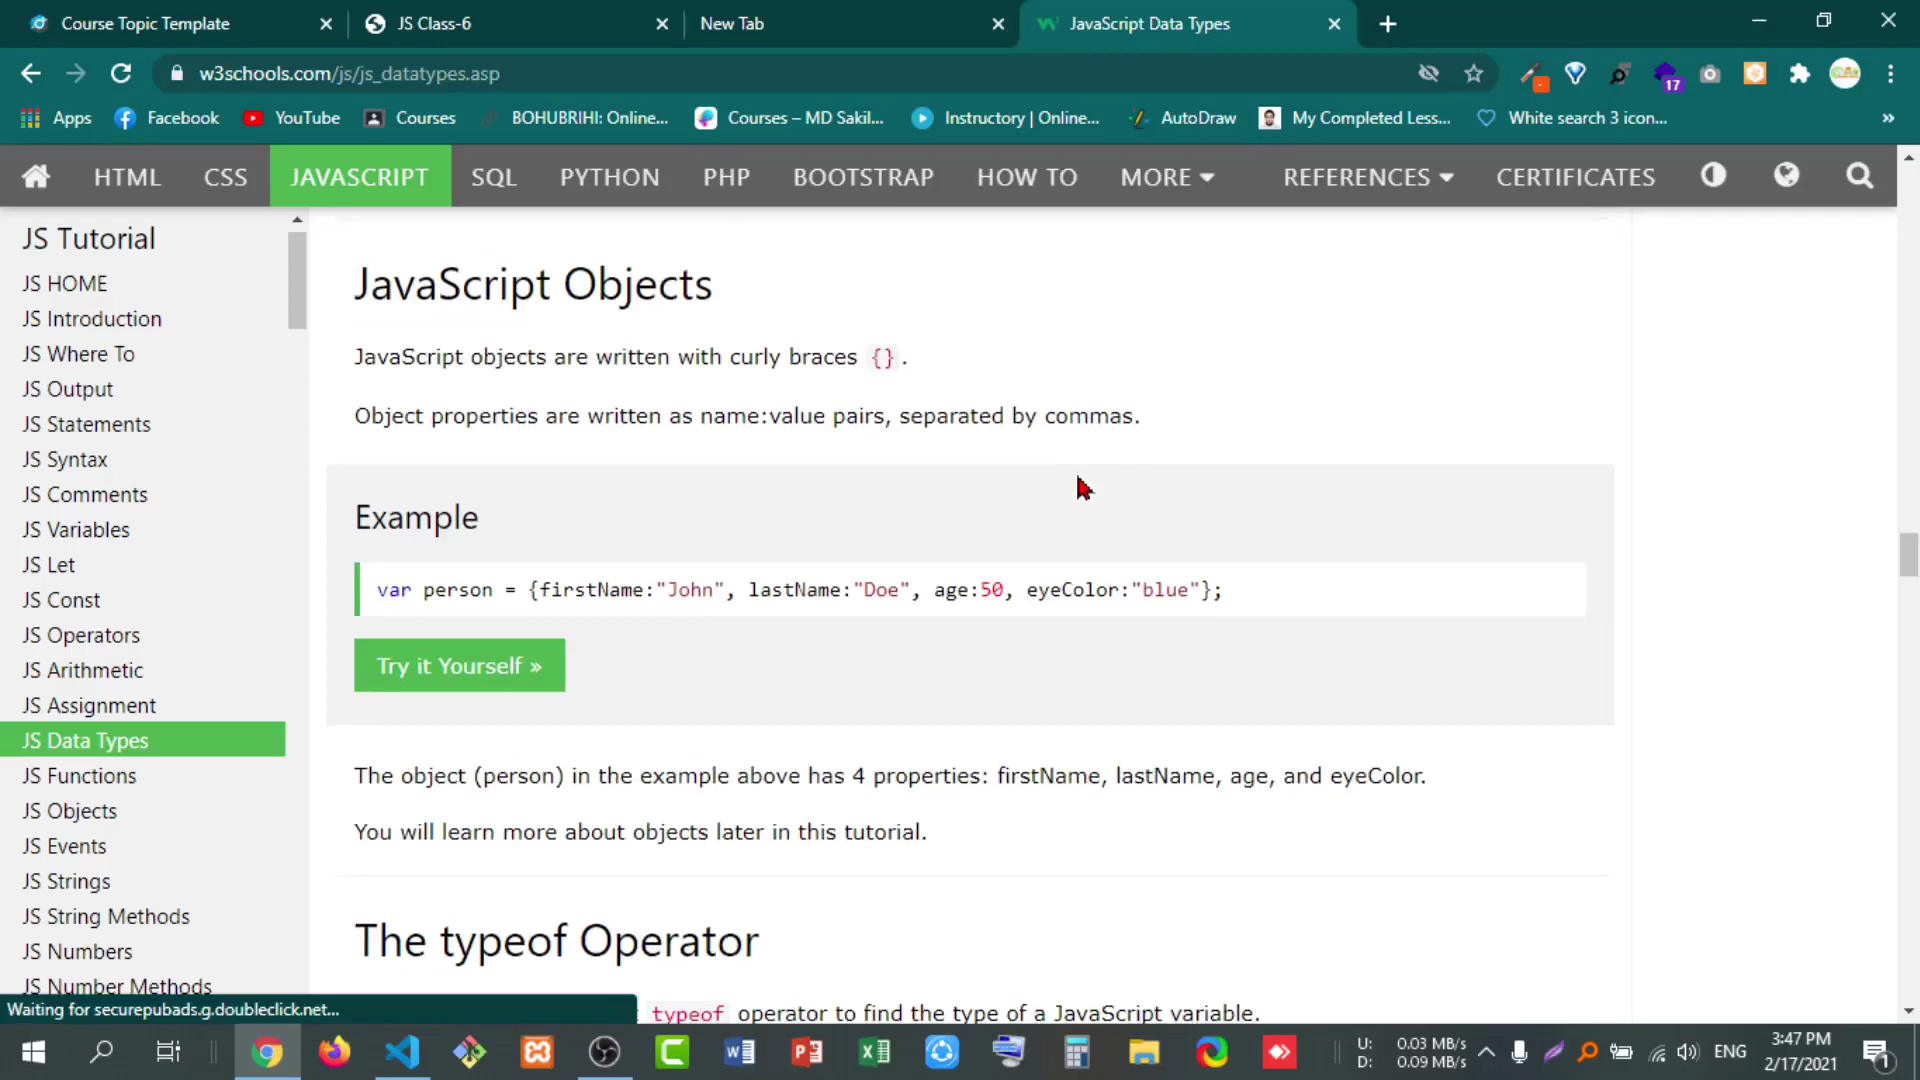 Course Topic Template
JS Class-6
New Tab
JavaScript Data Types
w3schools.com/js/js_datatypes.asp
17
Apps
Facebook
YouTube
Courses
BOHUBRIHI: Online...
Courses – MD Sakil...
Instructory | Online...
AutoDraw
My Completed Less...
White search 3 icon...
»
HTML
CSS
JAVASCRIPT
SQL
PYTHON
PHP
BOOTSTRAP
HOW TO
MORE
REFERENCES
CERTIFICATES
JS Tutorial
JS HOME
JS Introduction
JS Where To
JS Output
JS Statements
JS Syntax
JS Comments
JS Variables
JS Let
JS Const
JS Operators
JS Arithmetic
JS Assignment
JS Data Types
JS Functions
JS Objects
JS Events
JS Strings
JS String Methods
JS Numbers
JS Number Methods
JavaScript Objects
JavaScript objects are written with curly braces {}.
Object properties are written as name:value pairs, separated by commas.
Example
var person = {firstName:"John", lastName:"Doe", age:50, eyeColor:"blue"};
Try it Yourself »
The object (person) in the example above has 4 properties: firstName, lastName, age, and eyeColor.
You will learn more about objects later in this tutorial.
The typeof Operator
typeof operator to find the type of a JavaScript variable.
Waiting for securepubads.g.doubleclick.net...
U: 0.03 MB/s
D: 0.09 MB/s
ENG
3:47 PM
2/17/2021
1